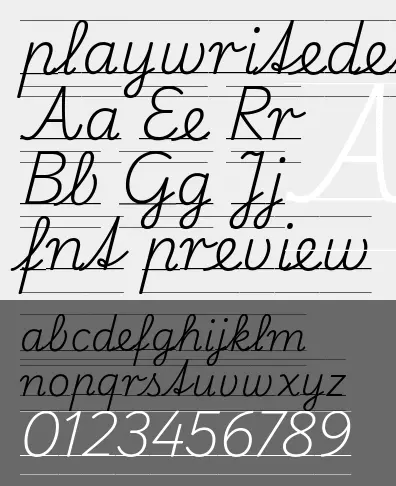 playwritede
Aa Ee Rr
A
Bb Gg Jj
fnt preview
abcdefghijklm
nopqrstuvwxyz
0123456789